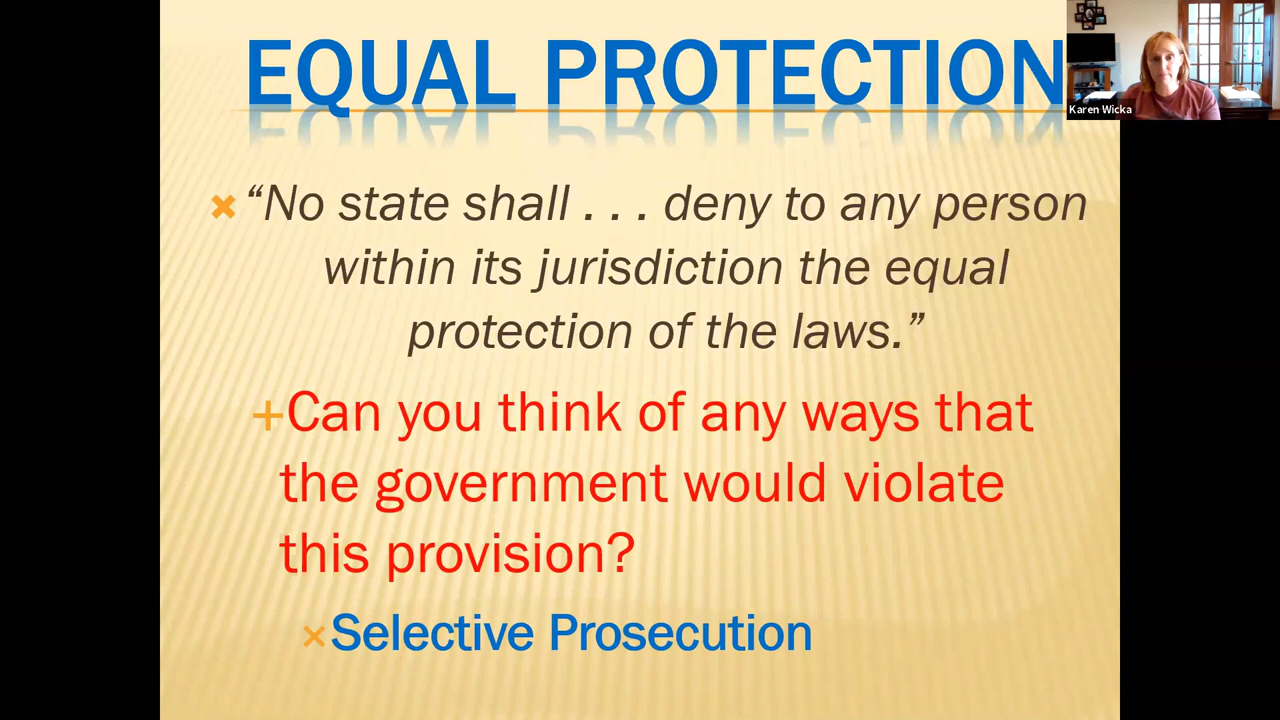 EQUAL PROTECTION
Karen Wicka
“No state shall . . . deny to any person
within its jurisdiction the equal
protection of the laws.”
Can you think of any ways that
the government would violate
this provision?
Selective Prosecution